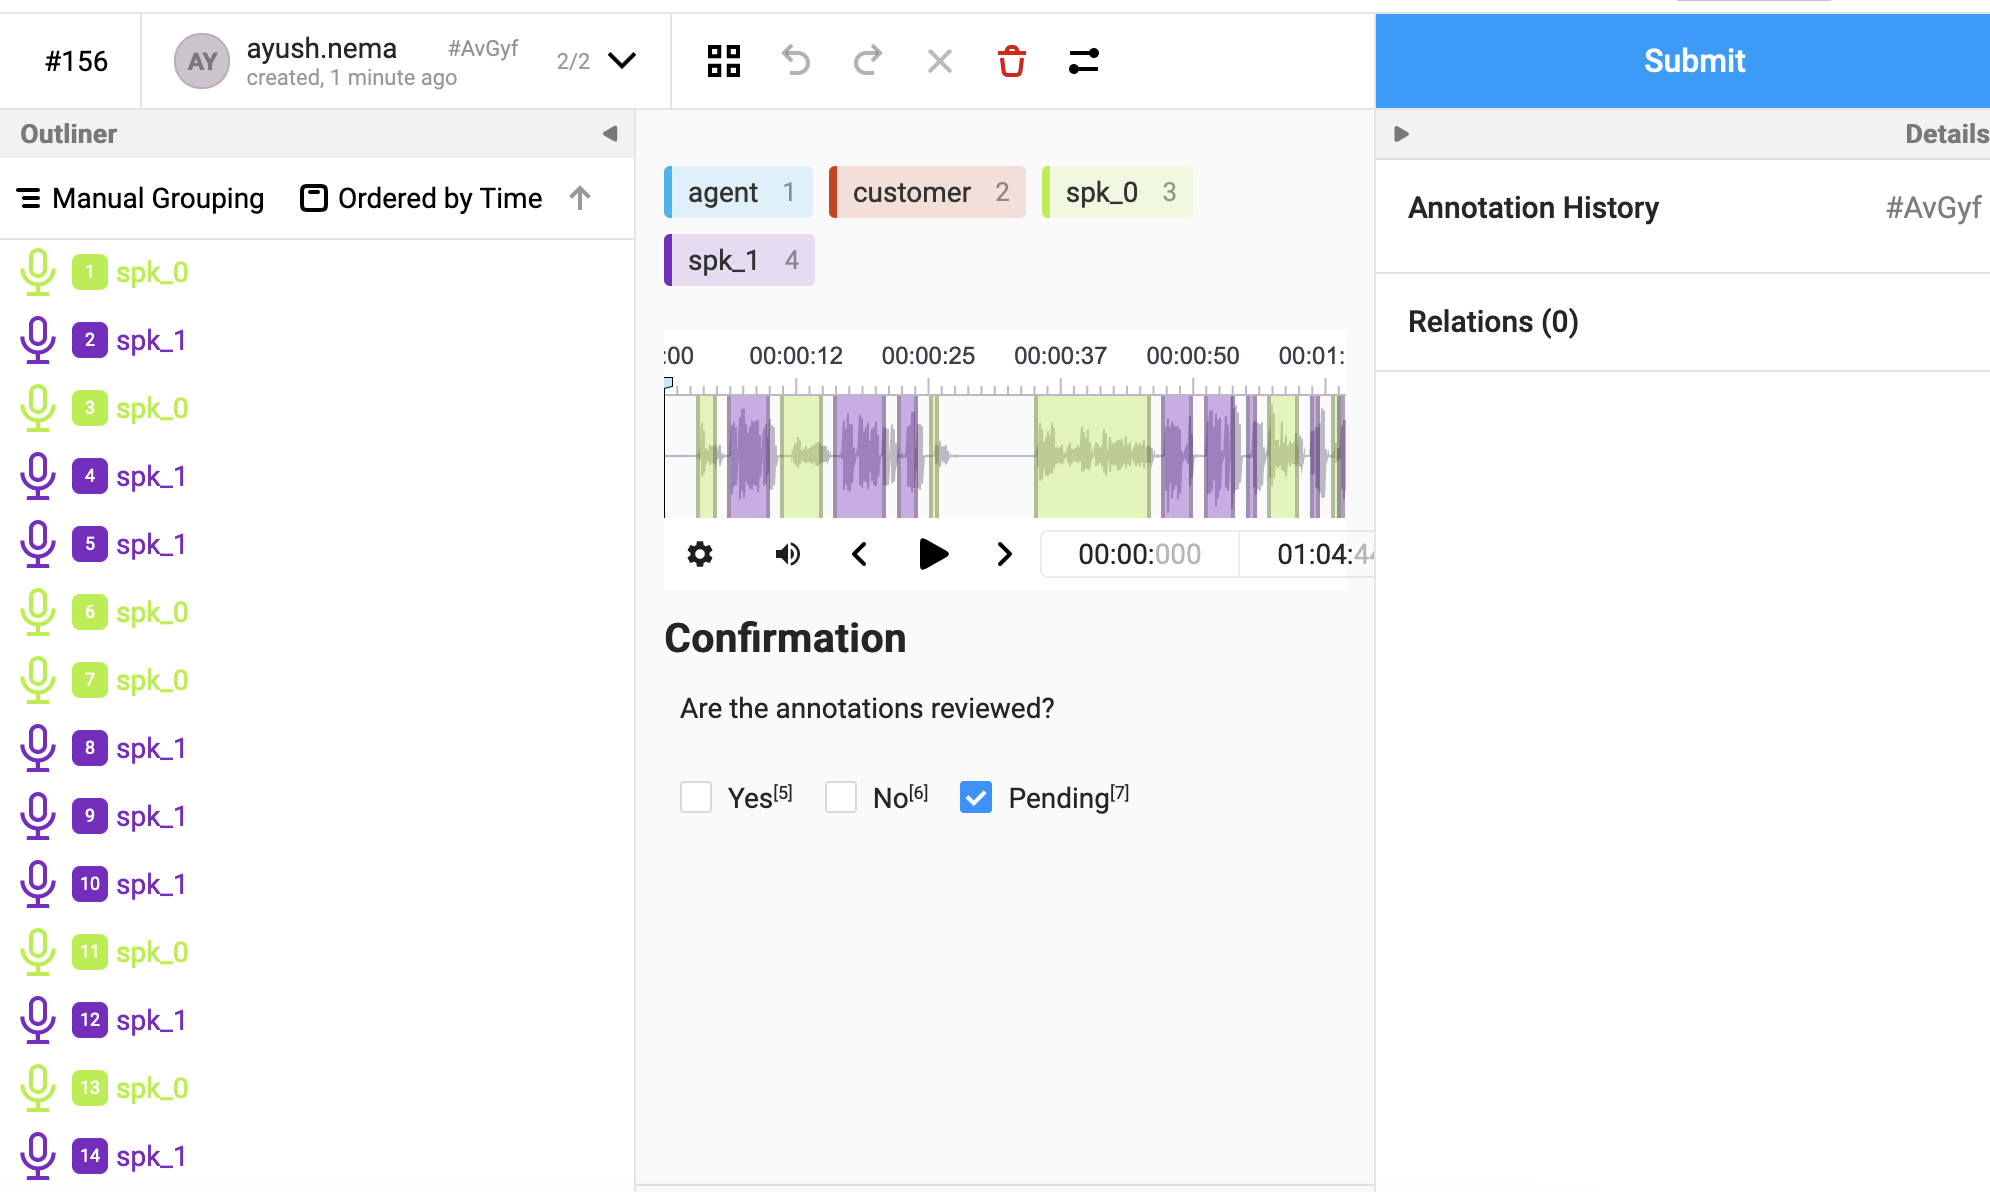 #156
AY
ayush.nema #AvGyf
created, 1 minute ago
2/2
Submit
Outliner
Details
Manual Grouping Ordered by Time
1 spk_0
2 spk_1
3 spk_0
4 spk_1
5 spk_1
6 spk_0
7 spk_0
8 spk_1
9 spk_1
10 spk_1
11 spk_0
12 spk_1
13 spk_0
14 spk_1
agent 1 customer 2 spk_0 3
spk_1 4
:00 00:00:12 00:00:25 00:00:37 00:00:50 00:01:
00:00:000 01:04:44
Confirmation
Are the annotations reviewed?
Yes[5] No[6] Pending[7]
Annotation History #AvGyf
Relations (0)